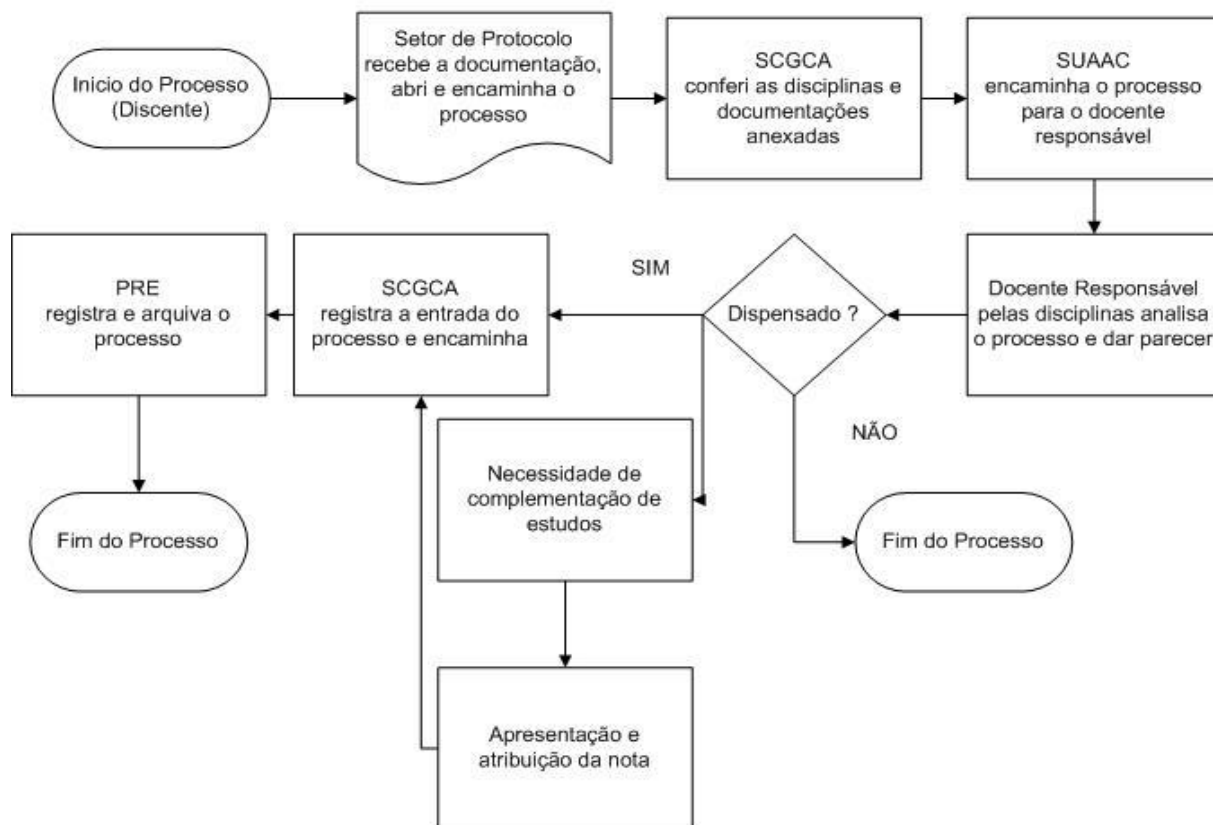 Inicio do Processo
(Discente)
Setor de Protocolo
recebe a documentação,
abri e encaminha o
processo
SCGCA
conferi as disciplinas e
documentações
anexadas
SUAAC
encaminha o processo
para o docente
responsável
PRE
registra e arquiva o
processo
SCGCA
registra a entrada do
processo e encaminha
SIM
Dispensado ?
Docente Responsável
pelas disciplinas analisa
o processo e dar parecer
NÃO
Necessidade de
complementação de
estudos
Fim do Processo
Fim do Processo
Apresentação e
atribuição da nota